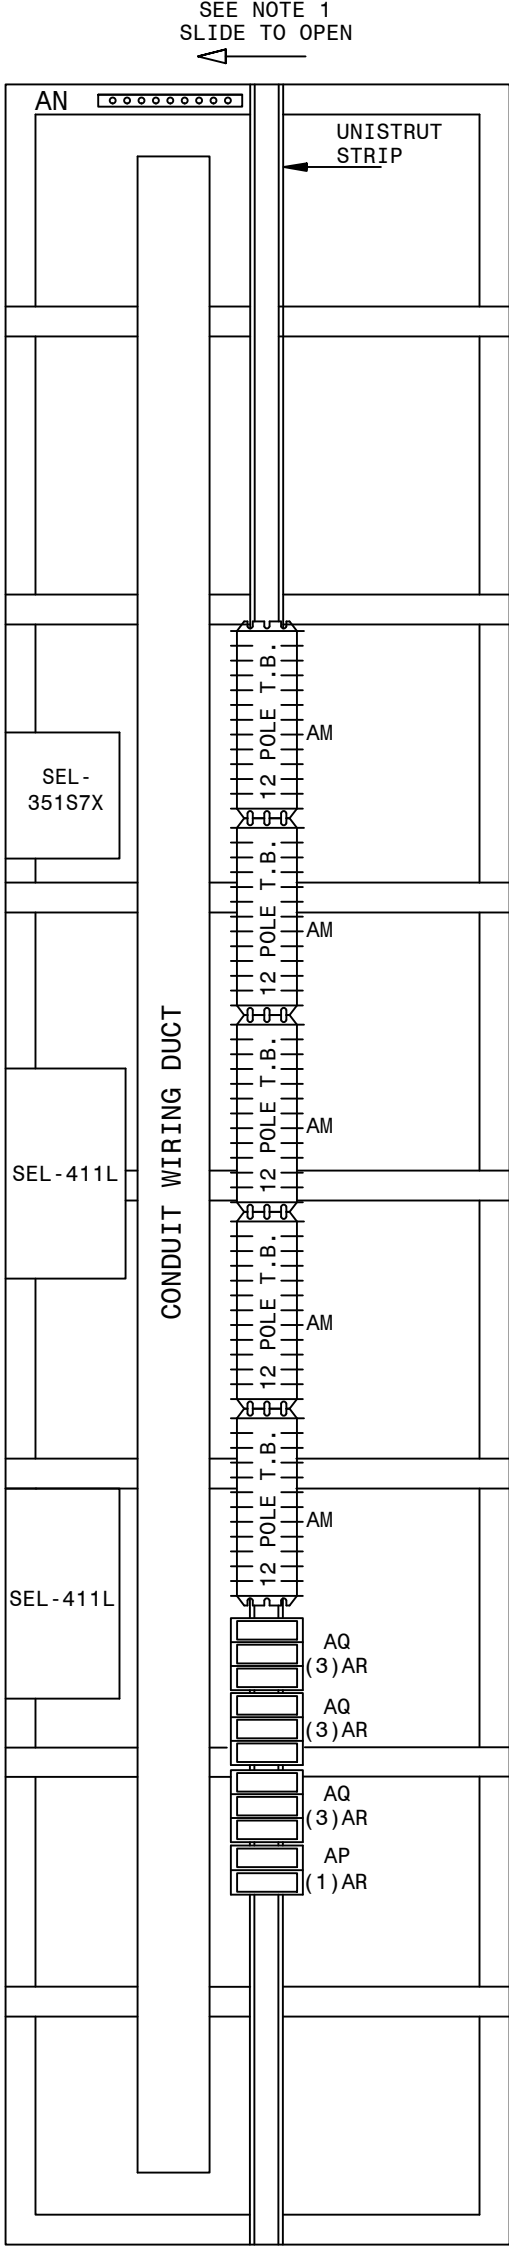 SEE NOTE 1
SLIDE TO OPEN
AN
UNISTRUT
STRIP
12 POLE T.B.
AM
SEL-
351S7X
12 POLE T.B.
AM
CONDUIT WIRING DUCT
12 POLE T.B.
AM
SEL-411L
12 POLE T.B.
AM
12 POLE T.B.
AM
SEL-411L
AQ
(3)AR
AQ
(3)AR
AQ
(3)AR
AP
(1)AR